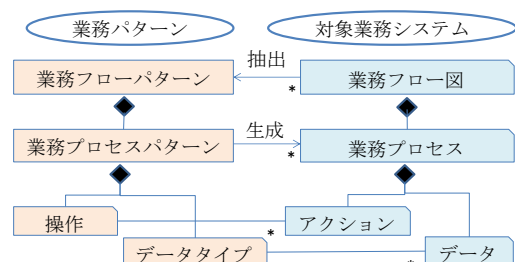 業務パターン 対象業務システム
抽出
業務フローパターン * 業務フロー図
生成
業務プロセスパターン * 業務プロセス
操作 * アクション
データタイプ * データ